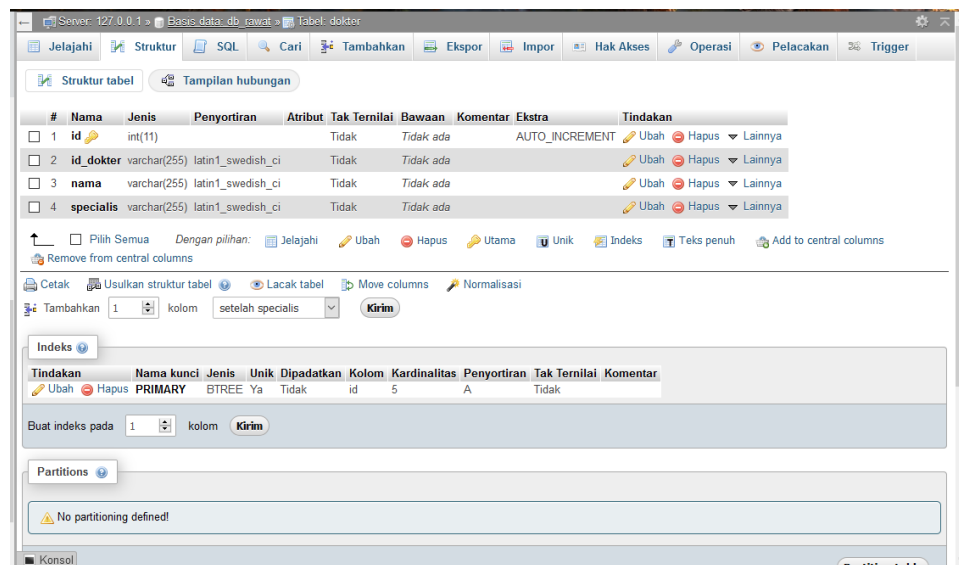 Server: 127.0.0.1 » Basis data: db_rawat » Tabel: dokter
Jelajahi Struktur SQL Cari Tambahkan Ekspor Impor Hak Akses Operasi Pelacakan Trigger
Struktur tabel Tampilan hubungan
# Nama Jenis Penyortiran Atribut Tak Ternilai Bawaan Komentar Ekstra Tindakan
1 id int(11) Tidak Tidak ada AUTO_INCREMENT Ubah Hapus Lainnya
2 id_dokter varchar(255) latin1_swedish_ci Tidak Tidak ada Ubah Hapus Lainnya
3 nama varchar(255) latin1_swedish_ci Tidak Tidak ada Ubah Hapus Lainnya
4 specialis varchar(255) latin1_swedish_ci Tidak Tidak ada Ubah Hapus Lainnya
Pilih Semua Dengan pilihan: Jelajahi Ubah Hapus Utama Unik Indeks Teks penuh Add to central columns
Remove from central columns
Cetak Usulkan struktur tabel Lacak tabel Move columns Normalisasi
Tambahkan 1 kolom setelah specialis Kirim
Indeks
Tindakan Nama kunci Jenis Unik Dipadatkan Kolom Kardinalitas Penyortiran Tak Ternilai Komentar
Ubah Hapus PRIMARY BTREE Ya Tidak id 5 A Tidak
Buat indeks pada 1 kolom Kirim
Partitions
No partitioning defined!
Konsol